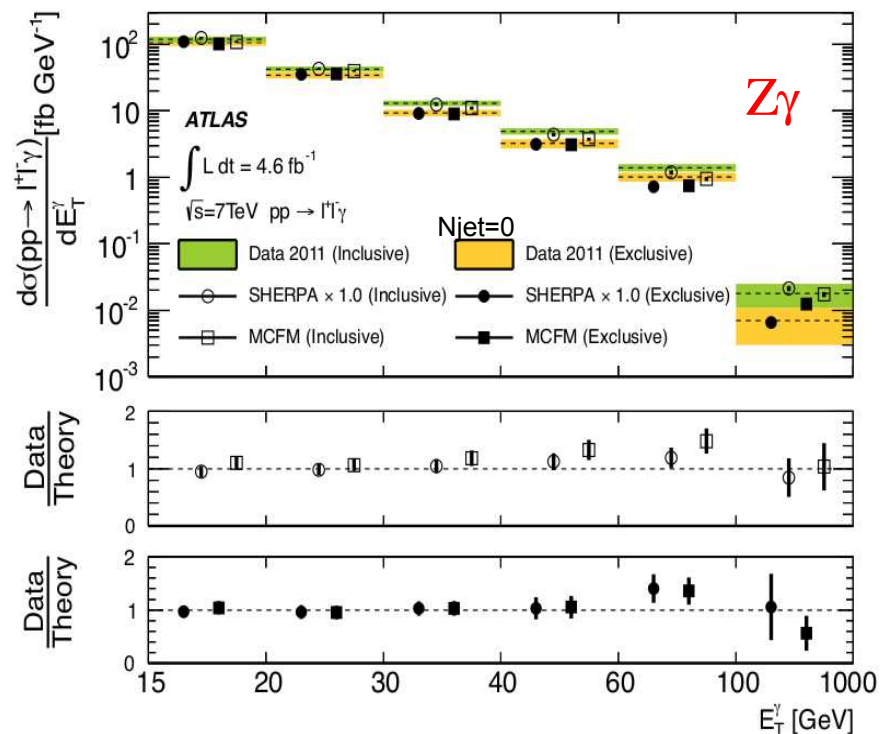 dσ(pp→ l⁺l⁻γ)
dE_T^γ
[fb GeV⁻¹]
10²
10
1
10⁻¹
10⁻²
10⁻³
Zγ
ATLAS
∫ L dt = 4.6 fb⁻¹
√s=7TeV pp → l⁺l⁻γ
Njet=0
Data 2011 (Inclusive)
Data 2011 (Exclusive)
SHERPA × 1.0 (Inclusive)
SHERPA × 1.0 (Exclusive)
MCFM (Inclusive)
MCFM (Exclusive)
Data
Theory
2
1
0
Data
Theory
2
1
0
15
20
30
40
60
100
1000
E_T^γ [GeV]